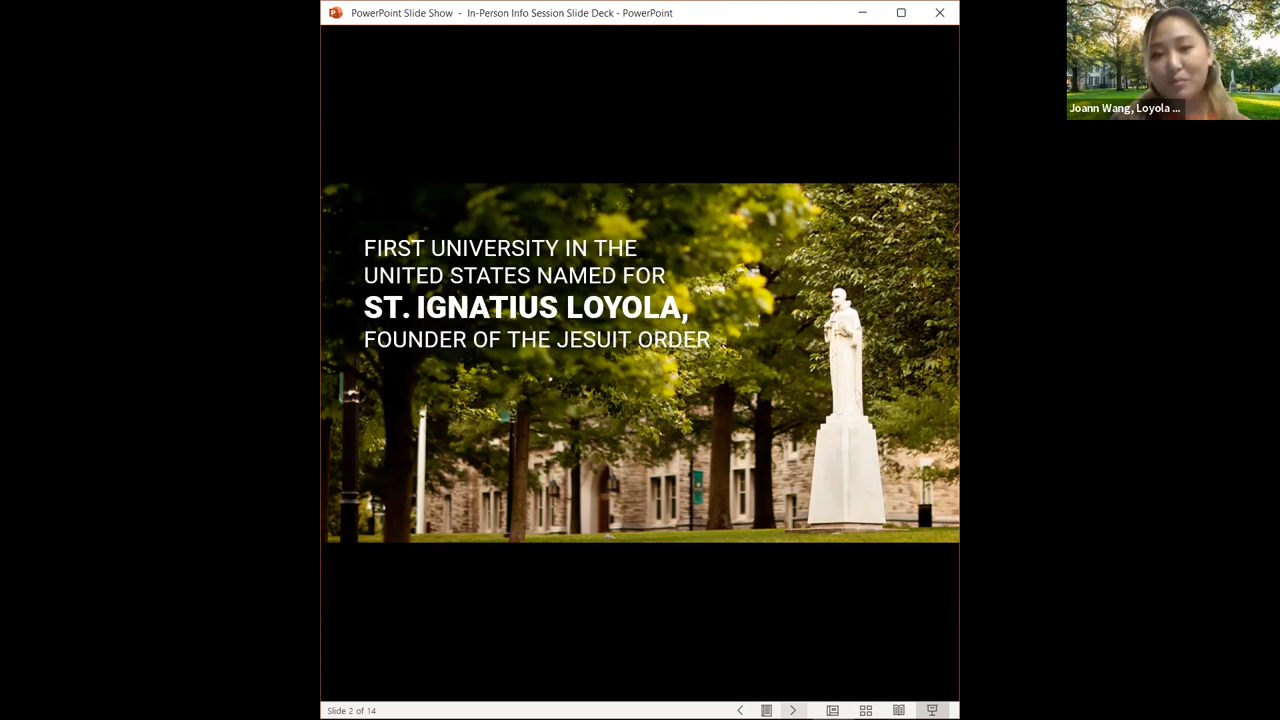 PowerPoint Slide Show - In-Person Info Session Slide Deck - PowerPoint
Joann Wang, Loyola ...
FIRST UNIVERSITY IN THE
UNITED STATES NAMED FOR
ST. IGNATIUS LOYOLA,
FOUNDER OF THE JESUIT ORDER
Slide 2 of 14